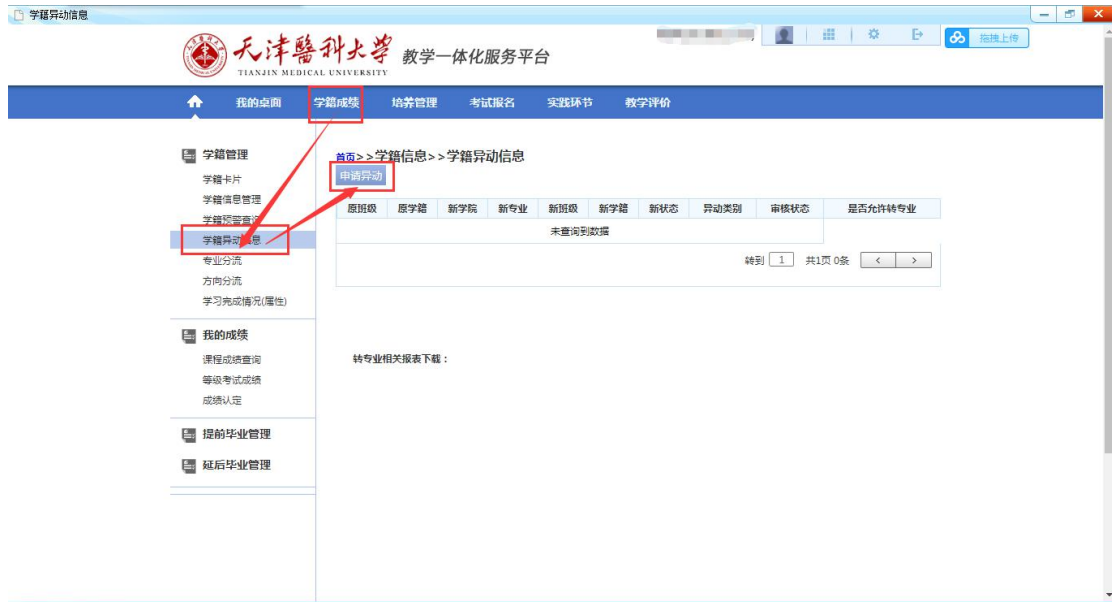 学籍异动信息
天津醫科大学 教学一体化服务平台
TIANJIN MEDICAL UNIVERSITY
拖拽上传
我的桌面 学籍成绩 培养管理 考试报名 实践环节 教学评价
学籍管理
学籍卡片
学籍信息管理
学籍预警查询
学籍异动信息
专业分流
方向分流
学习完成情况(属性)
我的成绩
课程成绩查询
等级考试成绩
成绩认定
提前毕业管理
延后毕业管理
首页>>学籍信息>>学籍异动信息
申请异动
原班级 原学籍 新学院 新专业 新班级 新学籍 新状态 异动类别 审核状态 是否允许转专业
未查询到数据
转到 1 共1页 0条 < >
转专业相关报表下载：